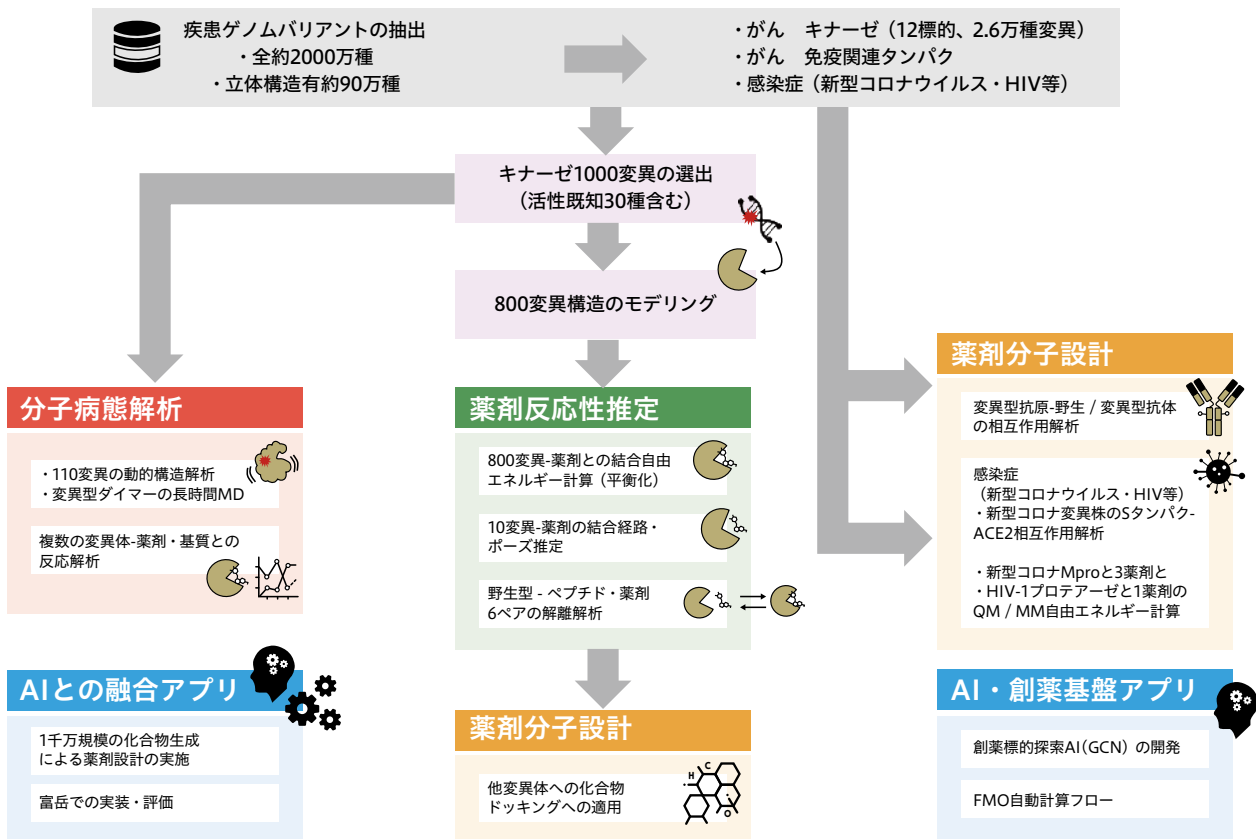 疾患ゲノムバリアントの抽出
・全約2000万種
・立体構造有約90万種
・がん　キナーゼ（12標的、2.6万種変異）
・がん　免疫関連タンパク
・感染症（新型コロナウイルス・HIV等）
キナーゼ1000変異の選出
（活性既知30種含む）
800変異構造のモデリング
分子病態解析
・110変異の動的構造解析
・変異型ダイマーの長時間MD
複数の変異体-薬剤・基質との
反応解析
薬剤反応性推定
800変異-薬剤との結合自由
エネルギー計算（平衡化）
10変異-薬剤の結合経路・
ポーズ推定
野生型 - ペプチド・薬剤
6ペアの解離解析
薬剤分子設計
変異型抗原-野生 / 変異型抗体
の相互作用解析
感染症
（新型コロナウイルス・HIV等）
・新型コロナ変異株のSタンパク-
ACE2相互作用解析
・新型コロナMproと3薬剤と
・HIV-1プロテアーゼと1薬剤の
QM / MM自由エネルギー計算
AIとの融合アプリ
1千万規模の化合物生成
による薬剤設計の実施
富岳での実装・評価
薬剤分子設計
他変異体への化合物
ドッキングへの適用
H
C
O
AI・創薬基盤アプリ
創薬標的探索AI（GCN）の開発
FMO自動計算フロー